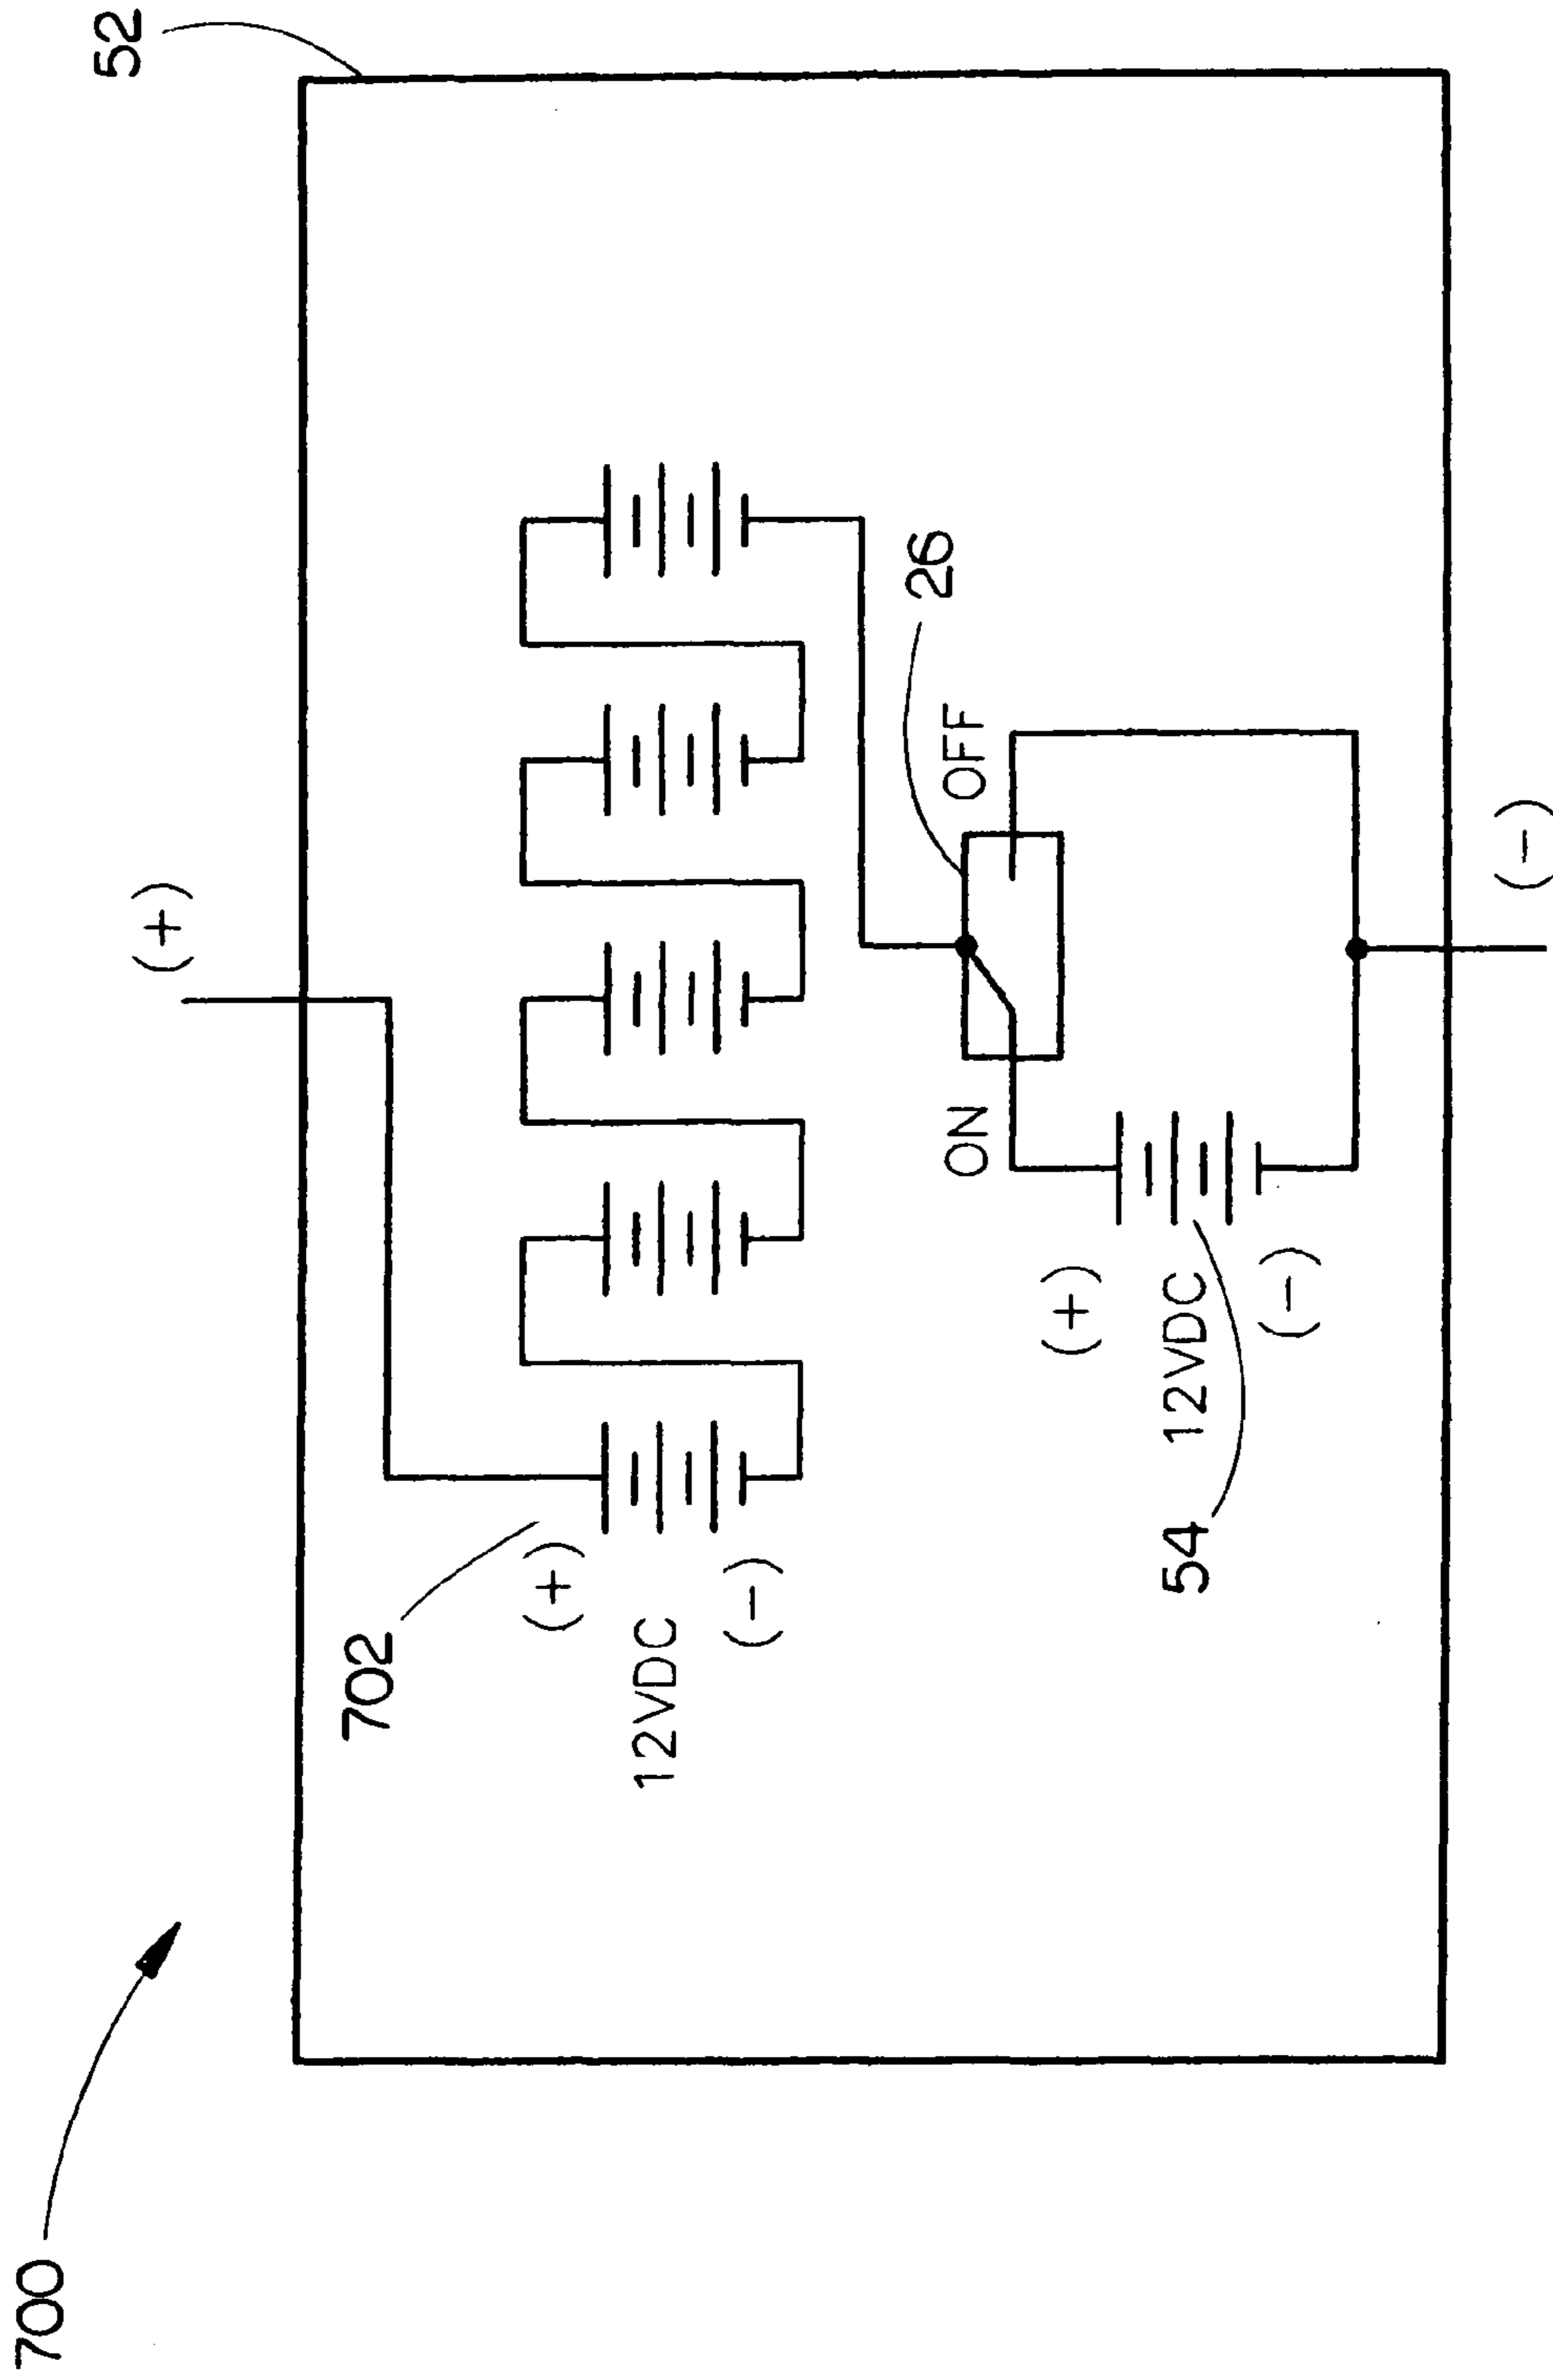 700
52
(+)
702
(+)
12VDC
(-)
26
ON
OFF
(+)
12VDC
(-)
54
(-)